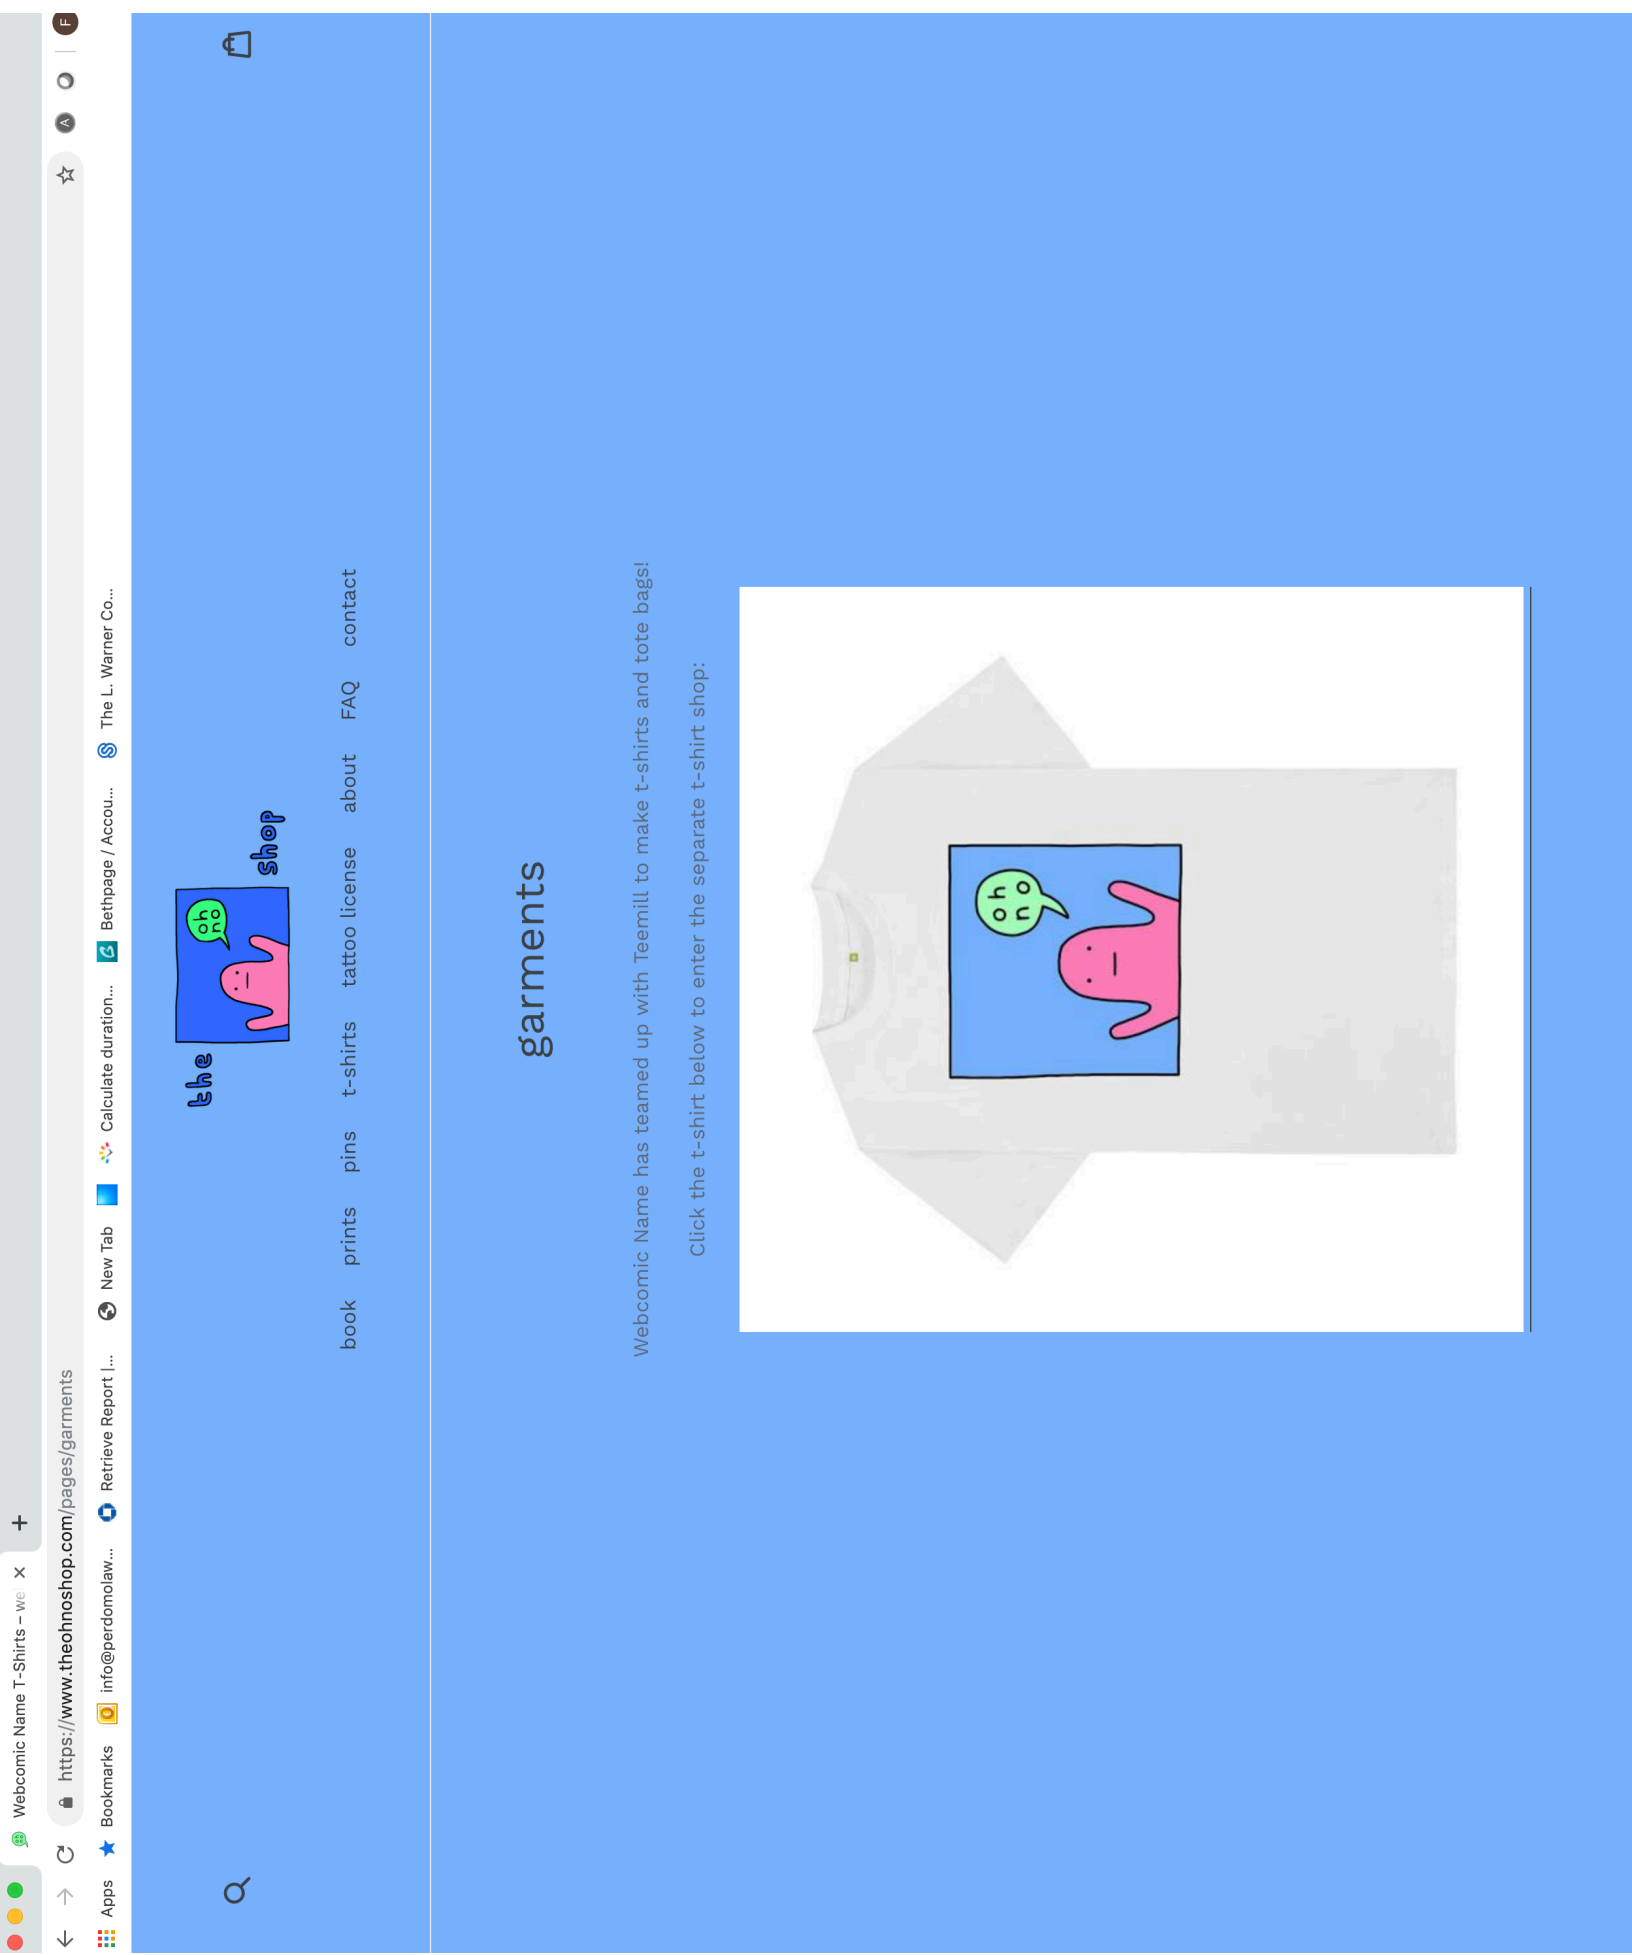 Webcomic Name T-Shirts – we
https://www.theohnoshop.com/pages/garments
A
F
Apps
Bookmarks
info@perdomolaw...
Retrieve Report |...
New Tab
Calculate duration...
Bethpage / Accou...
The L. Warner Co...
the
oh
no
shop
book
prints
pins
t-shirts
tattoo license
about
FAQ
contact
garments
Webcomic Name has teamed up with Teemill to make t-shirts and tote bags!
Click the t-shirt below to enter the separate t-shirt shop:
oh
no